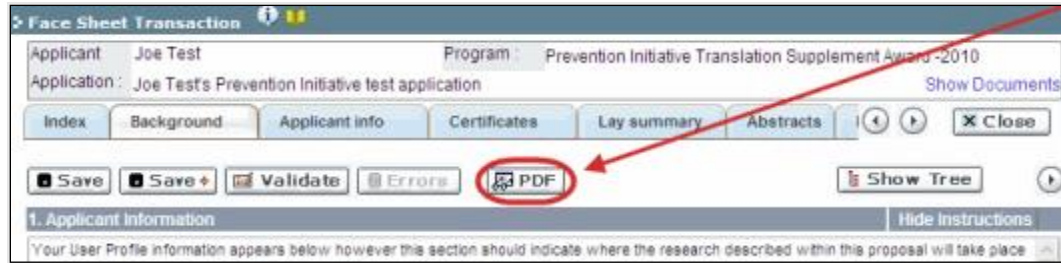 Face Sheet Transaction
Applicant Joe Test Program : Prevention Initiative Translation Supplement Award -2010
Application : Joe Test's Prevention Initiative test application Show Documents
Index Background Applicant info Certificates Lay summary Abstracts X Close
Save Save+ Validate Errors PDF Show Tree
1. Applicant Information Hide Instructions
Your User Profile information appears below however this section should indicate where the research described within this proposal will take place